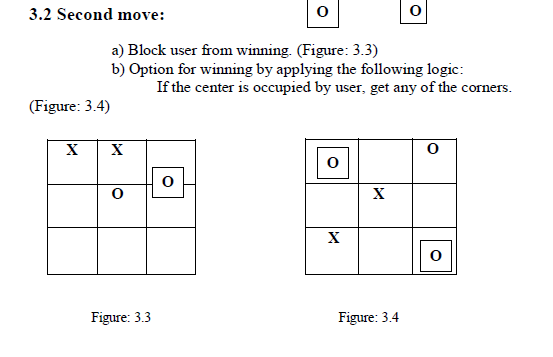 3.2 Second move:
O O
a) Block user from winning. (Figure: 3.3)
b) Option for winning by applying the following logic:
If the center is occupied by user, get any of the corners.
(Figure: 3.4)
X X
O
O
O
O
X
X
O
Figure: 3.3 Figure: 3.4